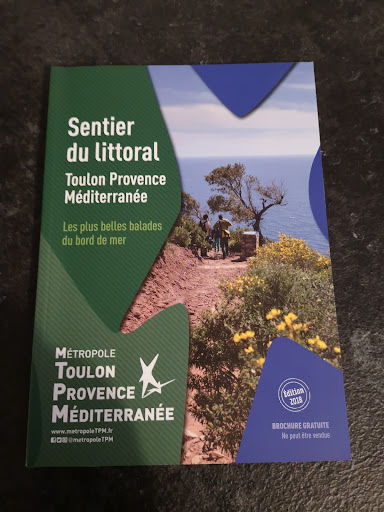 Sentier
du littoral
Toulon Provence
Méditerranée
Les plus belles balades
du bord de mer
MÉTROPOLE
TOULON
PROVENCE
MÉDITERRANÉE
www.metropoleTPM.fr
@metropoleTPM
Édition
2018
BROCHURE GRATUITE
Ne peut être vendue